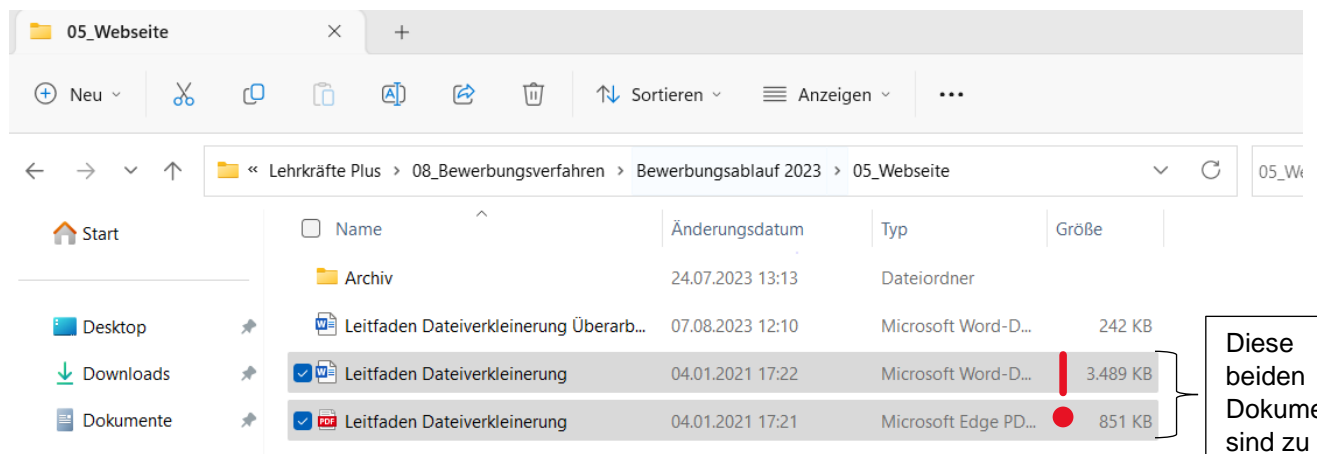 05_Webseite
Neu Sortieren Anzeigen
« Lehrkräfte Plus > 08_Bewerbungsverfahren > Bewerbungsablauf 2023 > 05_Webseite
Start
Name Änderungsdatum Typ Größe
Archiv 24.07.2023 13:13 Dateiordner
Desktop
Leitfaden Dateiverkleinerung Überarb... 07.08.2023 12:10 Microsoft Word-D... 242 KB
Downloads
Leitfaden Dateiverkleinerung 04.01.2021 17:22 Microsoft Word-D... 3.489 KB
Dokumente
PDF Leitfaden Dateiverkleinerung 04.01.2021 17:21 Microsoft Edge PD... 851 KB
Diese
beiden
sind zu